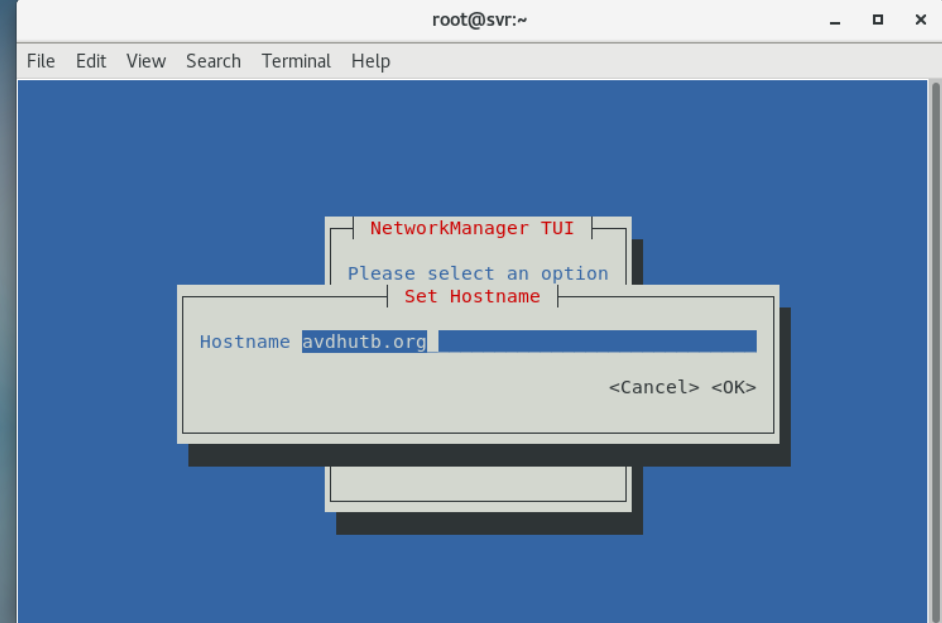 root@svr:~
File Edit View Search Terminal Help
NetworkManager TUI
Please select an option
Set Hostname
Hostname avdhutb.org
<Cancel> <OK>